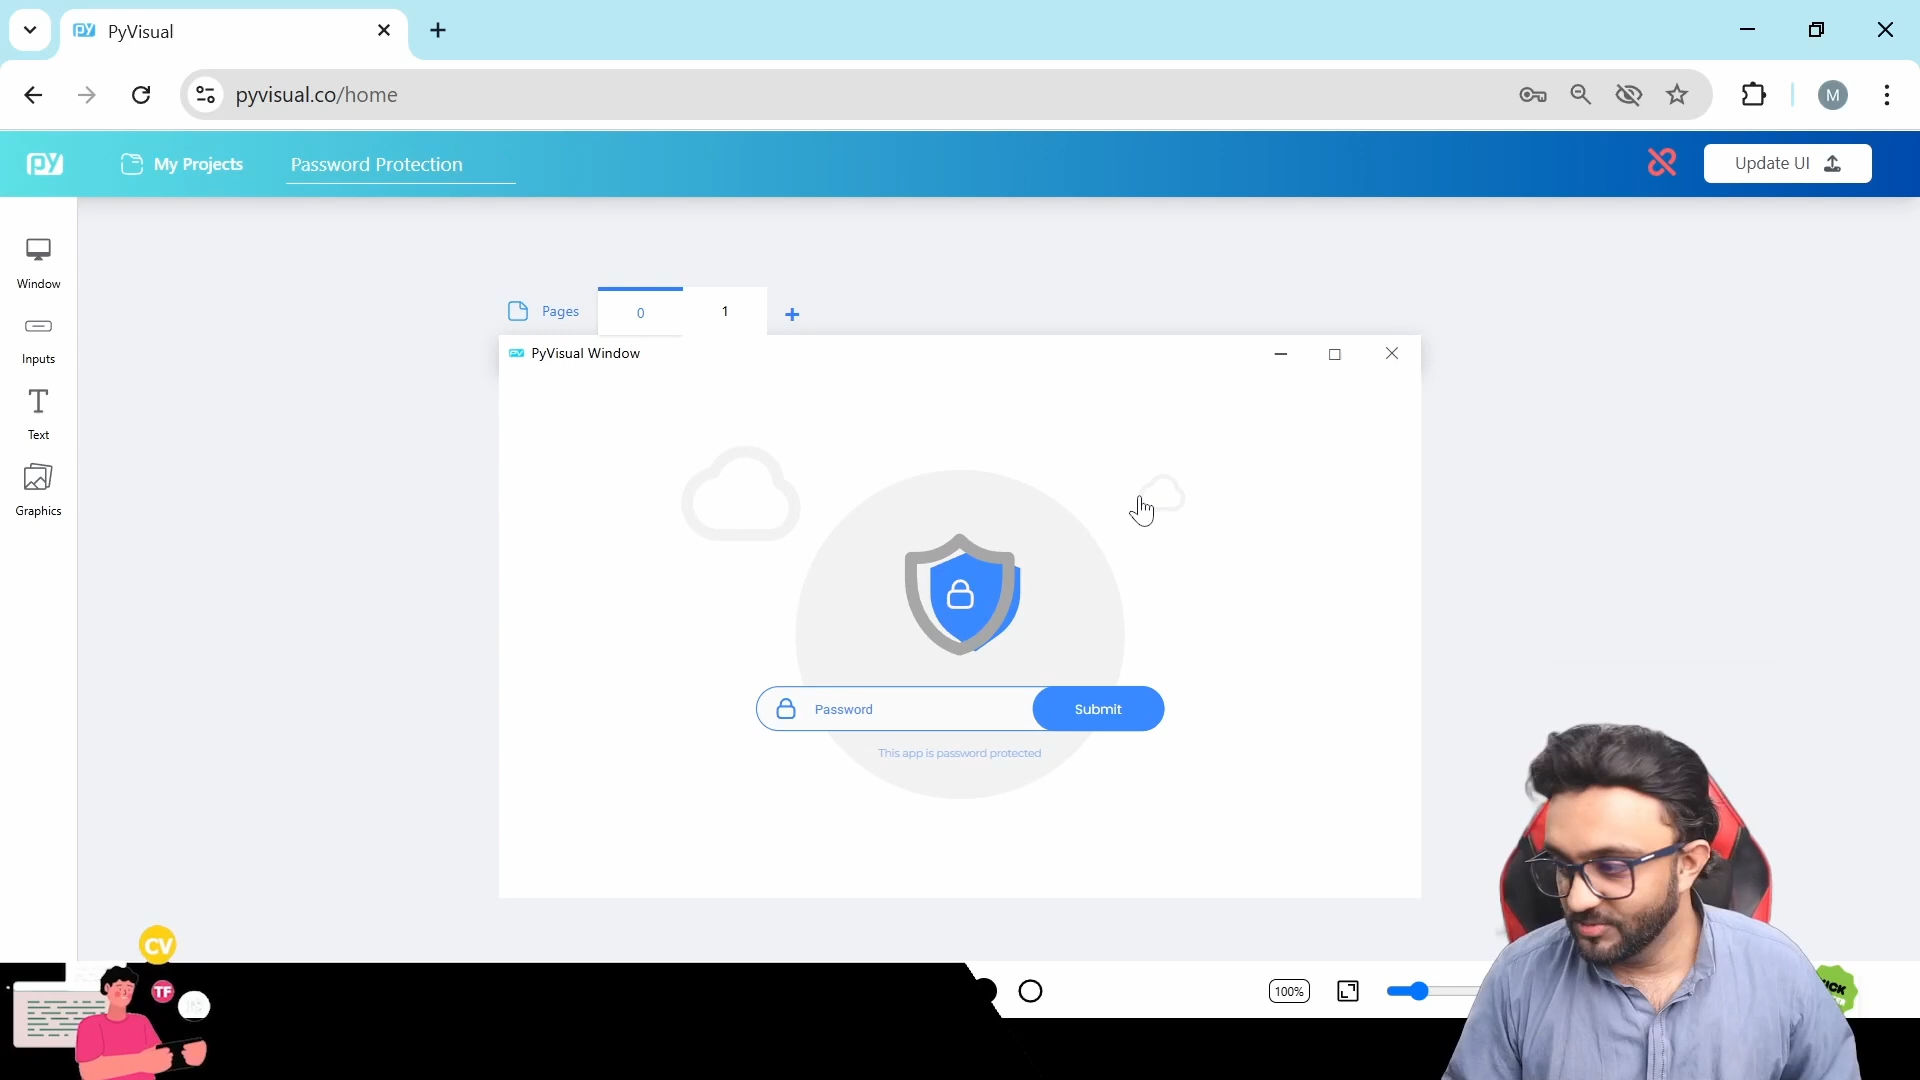 PyVisual
pyvisual.co/home
M
py
My Projects
Password Protection
Update UI
Window
Inputs
Text
Graphics
Pages
0
1
PyVisual Window
Password
Submit
This app is password protected
CV
TF
100%